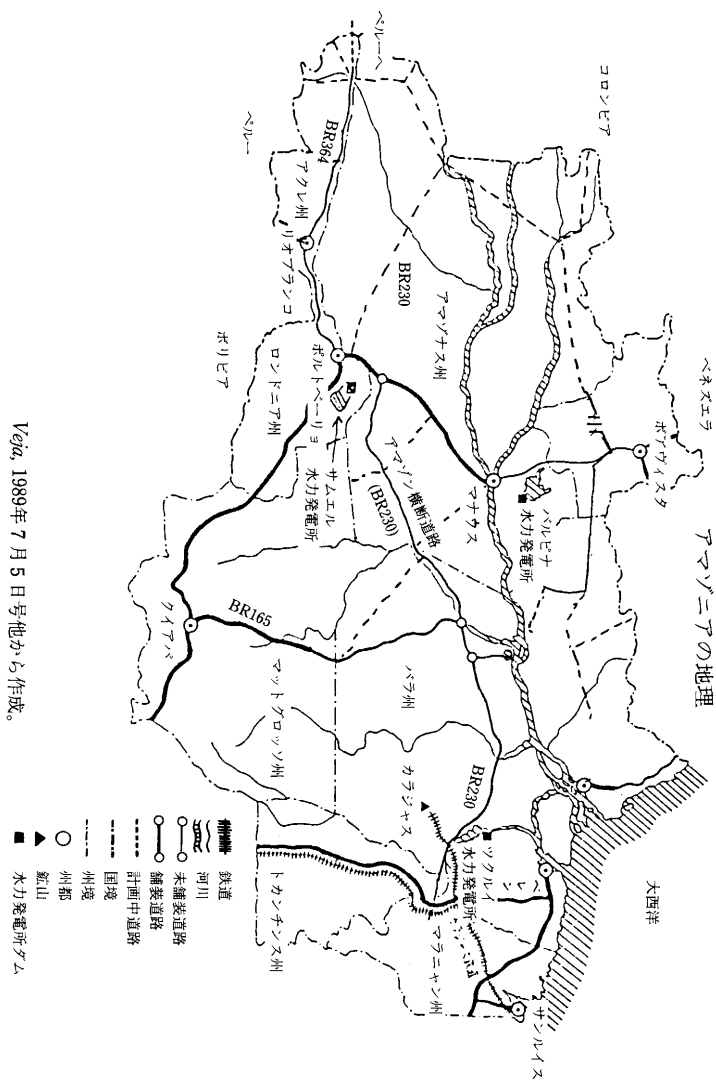 アマゾニアの地理
コロンビア
ベネズエラ
大西洋
ペルーへ
ペルー
ボリビア
BR364
アクレ州
リオブランコ
BR230
アマゾナス州
ボアヴィスタ
バルビナ
水力発電所
マナウス
ポルトベーリョ
ロンドニア州
サムエル
水力発電所
アマゾン横断道路
(BR230)
クイアバ
BR165
マットグロッソ州
パラ州
カラジャス
BR230
ツクルイ
水力発電所
ベレン
マラニャン州
サンルイス
トカンチンス州
鉄道
河川
未舗装道路
舗装道路
計画中道路
国境
州境
州都
鉱山
水力発電所ダム
Veja, 1989年7月5日号他から作成。